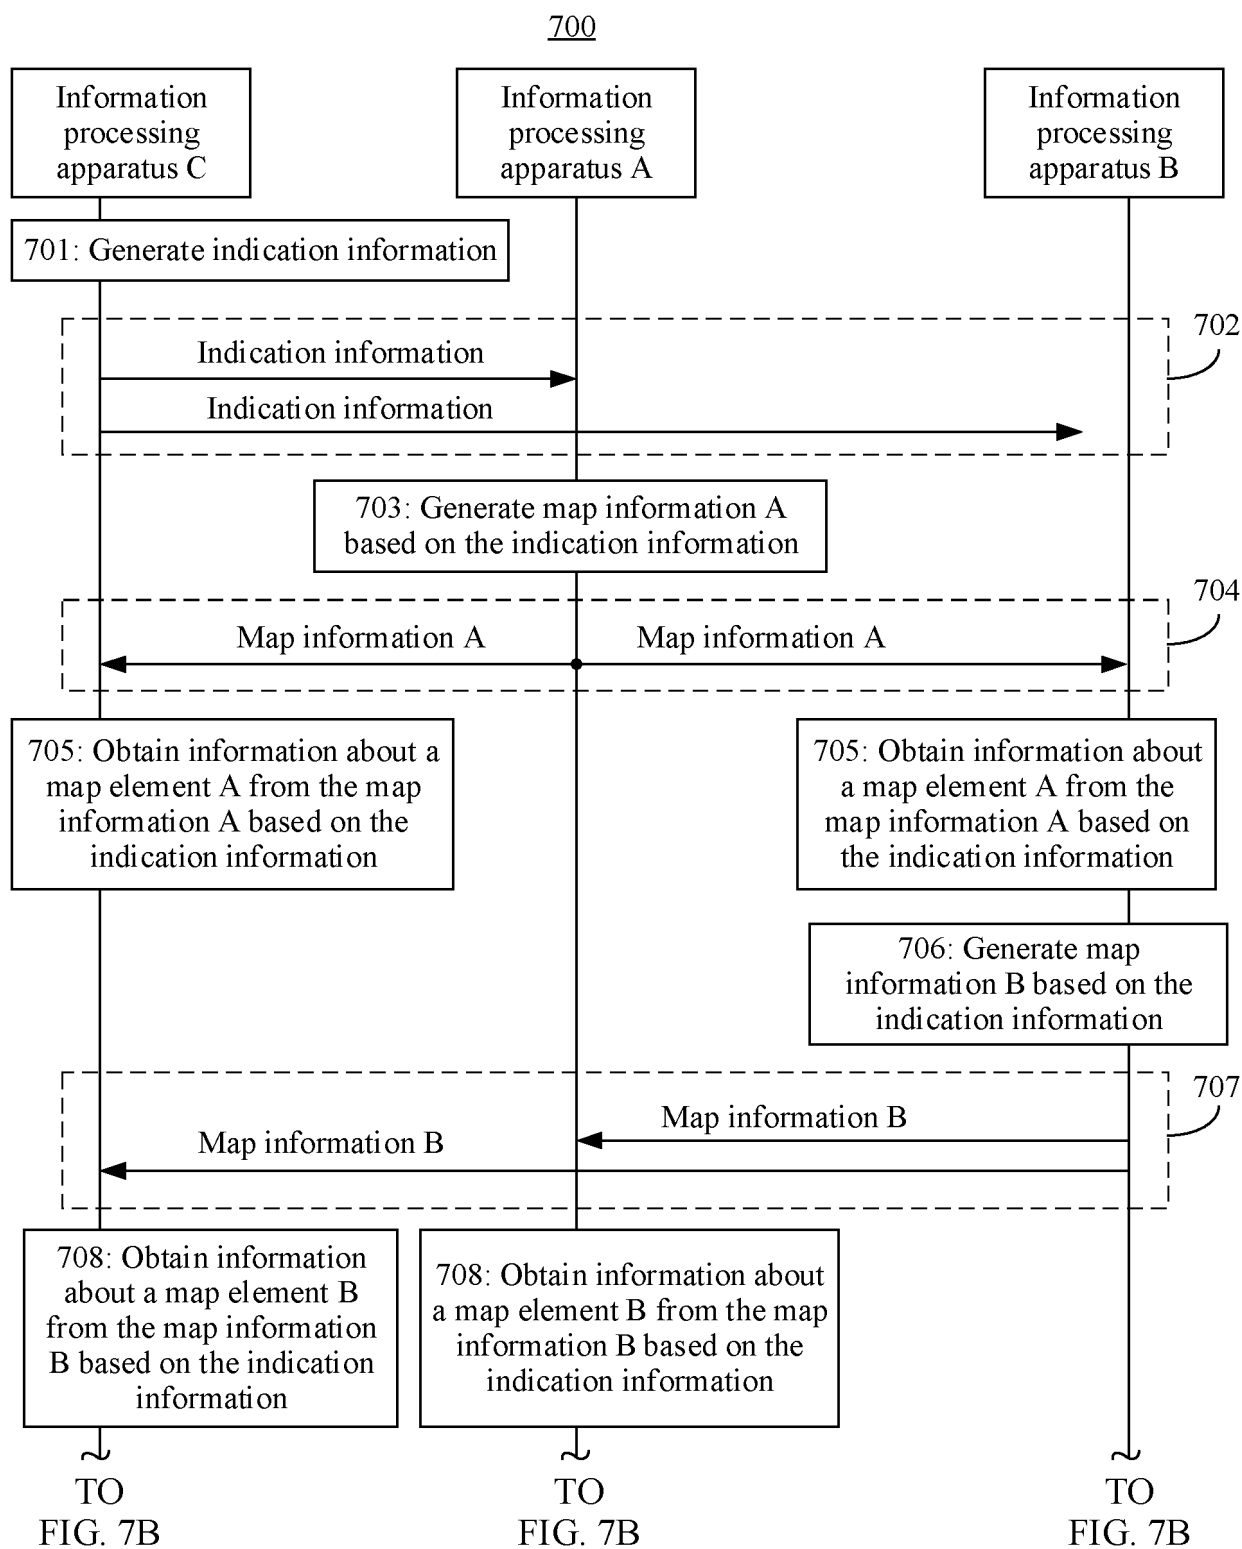 700
Information
processing
apparatus C
Information
processing
apparatus A
Information
processing
apparatus B
701: Generate indication information
702
Indication information
Indication information
703: Generate map information A
based on the indication information
704
Map information A
Map information A
705: Obtain information about a
map element A from the map
information A based on the
indication information
705: Obtain information about
a map element A from the
map information A based on
the indication information
706: Generate map
information B based on the
indication information
707
Map information B
Map information B
708: Obtain information
about a map element B
from the map information
B based on the indication
information
708: Obtain information about
a map element B from the map
information B based on the
indication information
TO
FIG. 7B
TO
FIG. 7B
TO
FIG. 7B